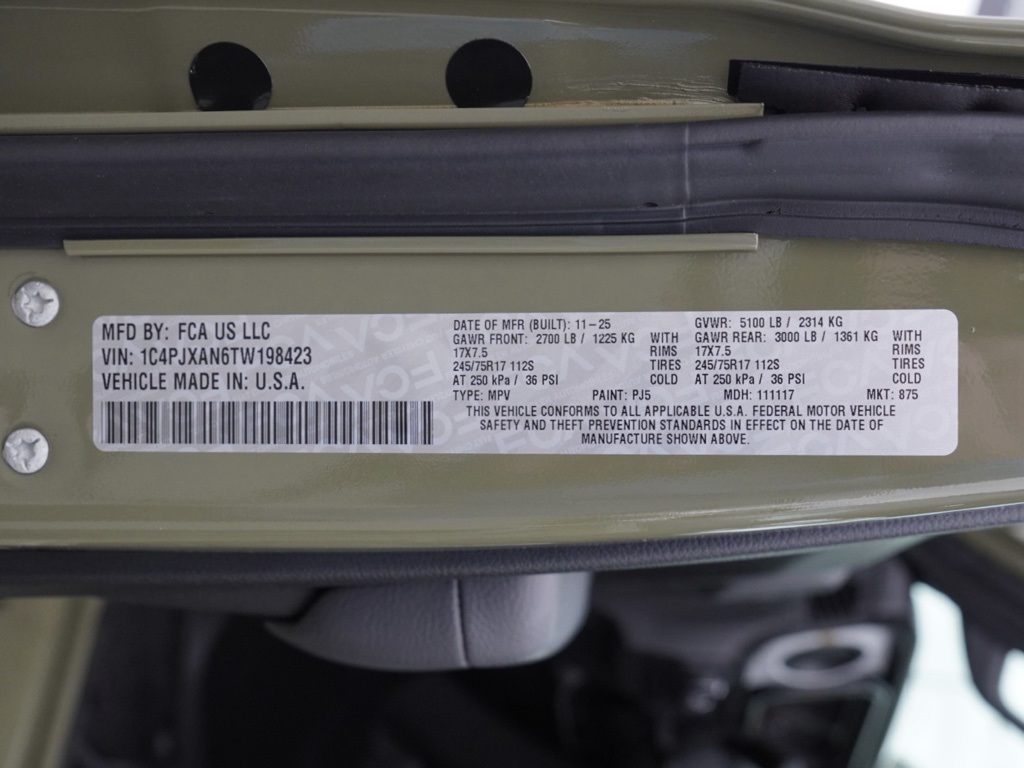 MFD BY: FCA US LLC
VIN: 1C4PJXAN6TW198423
VEHICLE MADE IN: U.S.A.
DATE OF MFR (BUILT): 11-25
GVWR: 5100 LB / 2314 KG
GAWR FRONT: 2700 LB / 1225 KG WITH
GAWR REAR: 3000 LB / 1361 KG WITH
17X7.5 RIMS
17X7.5 RIMS
245/75R17 112S TIRES
245/75R17 112S TIRES
AT 250 kPa / 36 PSI COLD
AT 250 kPa / 36 PSI COLD
TYPE: MPV PAINT: PJ5 MDH: 111117 MKT: 875
THIS VEHICLE CONFORMS TO ALL APPLICABLE U.S.A. FEDERAL MOTOR VEHICLE
SAFETY AND THEFT PREVENTION STANDARDS IN EFFECT ON THE DATE OF
MANUFACTURE SHOWN ABOVE.